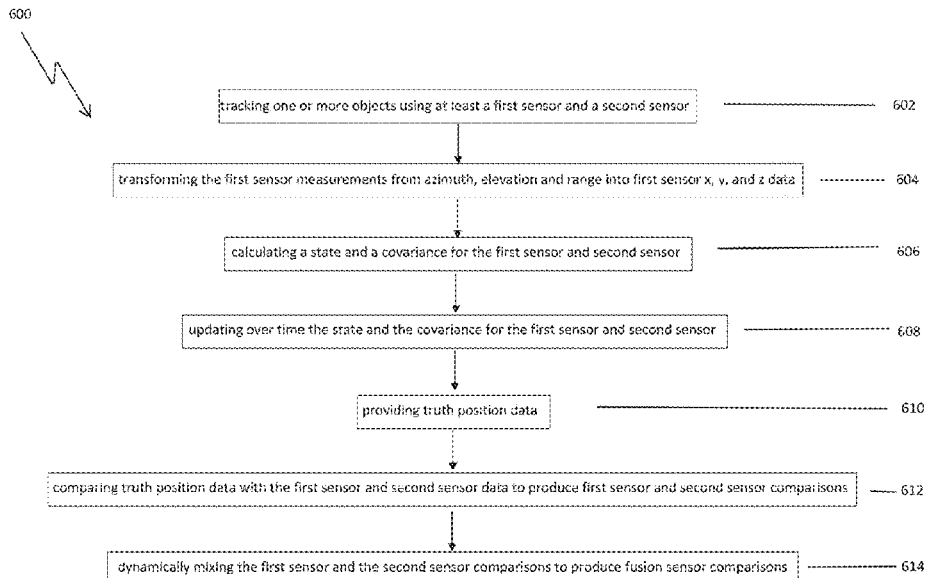 600
tracking one or more objects using at least a first sensor and a second sensor
602
transforming the first sensor measurements from azimuth, elevation and range into first sensor x, y, and z data
604
calculating a state and a covariance for the first sensor and second sensor
606
updating over time the state and the covariance for the first sensor and second sensor
608
providing truth position data
610
comparing truth position data with the first sensor and second sensor data to produce first sensor and second sensor comparisons
612
dynamically mixing the first sensor and the second sensor comparisons to produce fusion sensor comparisons
614